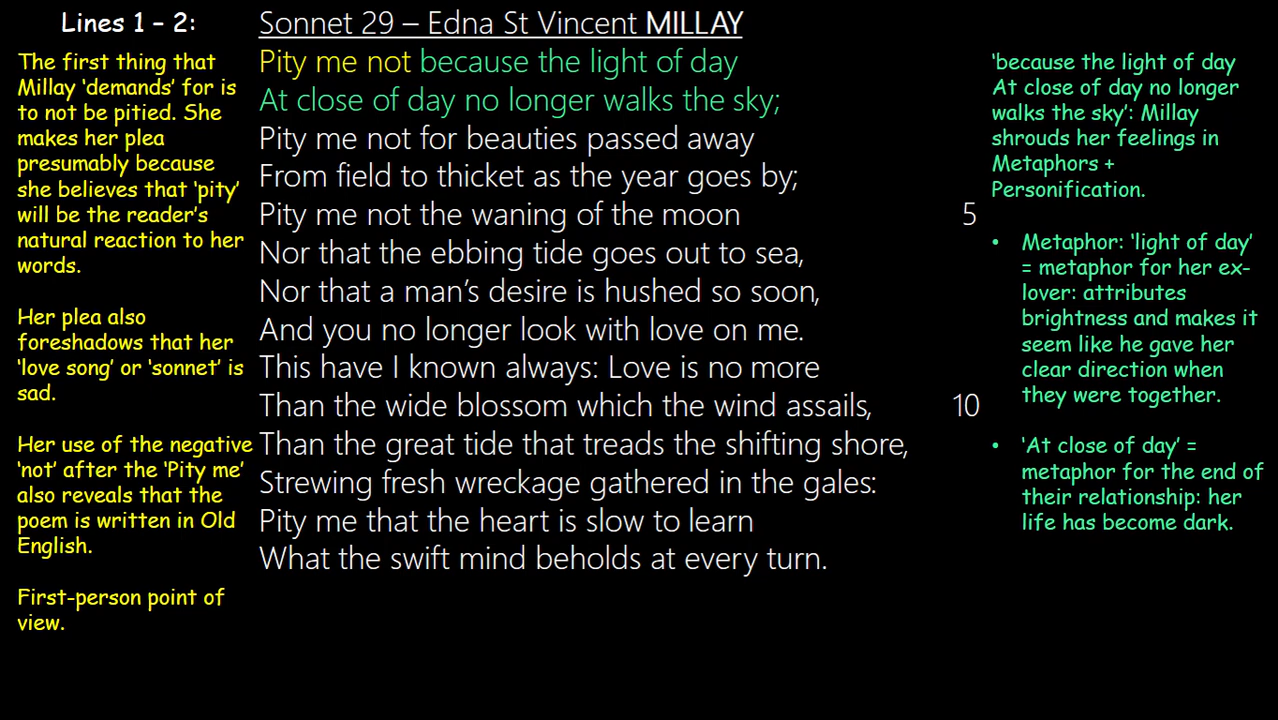 Lines 1 – 2:
The first thing that
Millay ‘demands’ for is
to not be pitied. She
makes her plea
presumably because
she believes that ‘pity’
will be the reader’s
natural reaction to her
words.
Her plea also
foreshadows that her
‘love song’ or ‘sonnet’ is
sad.
Her use of the negative
‘not’ after the ‘Pity me’
also reveals that the
poem is written in Old
English.
First-person point of
view.
Sonnet 29 – Edna St Vincent MILLAY
Pity me not because the light of day
At close of day no longer walks the sky;
Pity me not for beauties passed away
From field to thicket as the year goes by;
Pity me not the waning of the moon 5
Nor that the ebbing tide goes out to sea,
Nor that a man’s desire is hushed so soon,
And you no longer look with love on me.
This have I known always: Love is no more
Than the wide blossom which the wind assails, 10
Than the great tide that treads the shifting shore,
Strewing fresh wreckage gathered in the gales:
Pity me that the heart is slow to learn
What the swift mind beholds at every turn.
‘because the light of day
At close of day no longer
walks the sky’: Millay
shrouds her feelings in
Metaphors +
Personification.
• Metaphor: ‘light of day’
= metaphor for her ex-
lover: attributes
brightness and makes it
seem like he gave her
clear direction when
they were together.
• ‘At close of day’ =
metaphor for the end of
their relationship: her
life has become dark.